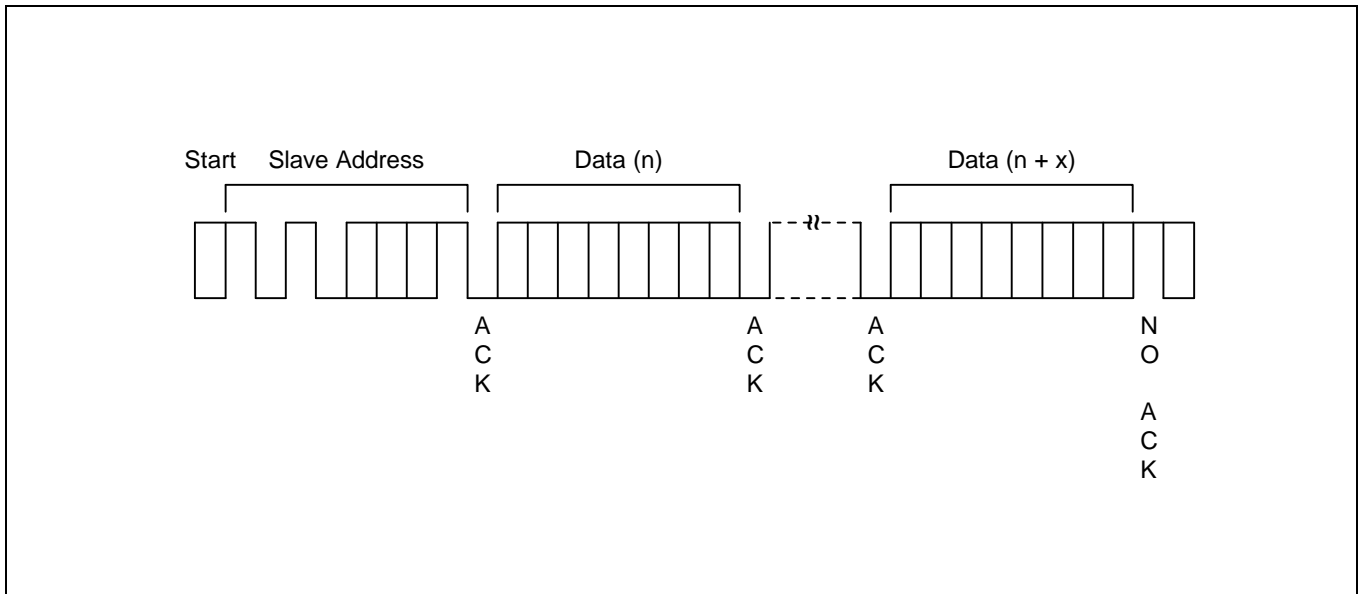 Start Slave Address Data (n) Data (n + x)
A A A N
C C C O
K K K
A
C
K